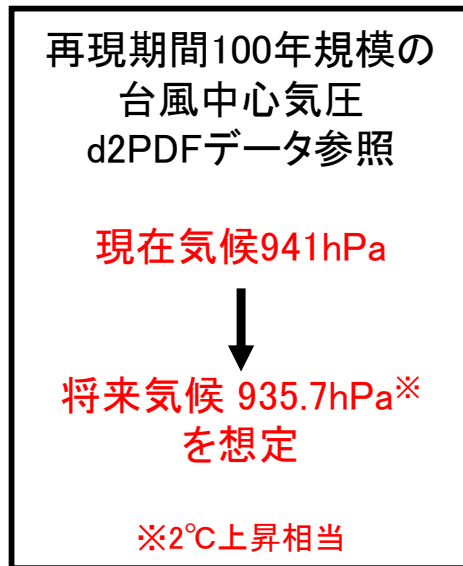 再現期間100年規模の
台風中心気圧
d2PDFデータ参照
現在気候941hPa
将来気候 935.7hPa※
を想定
※2℃上昇相当